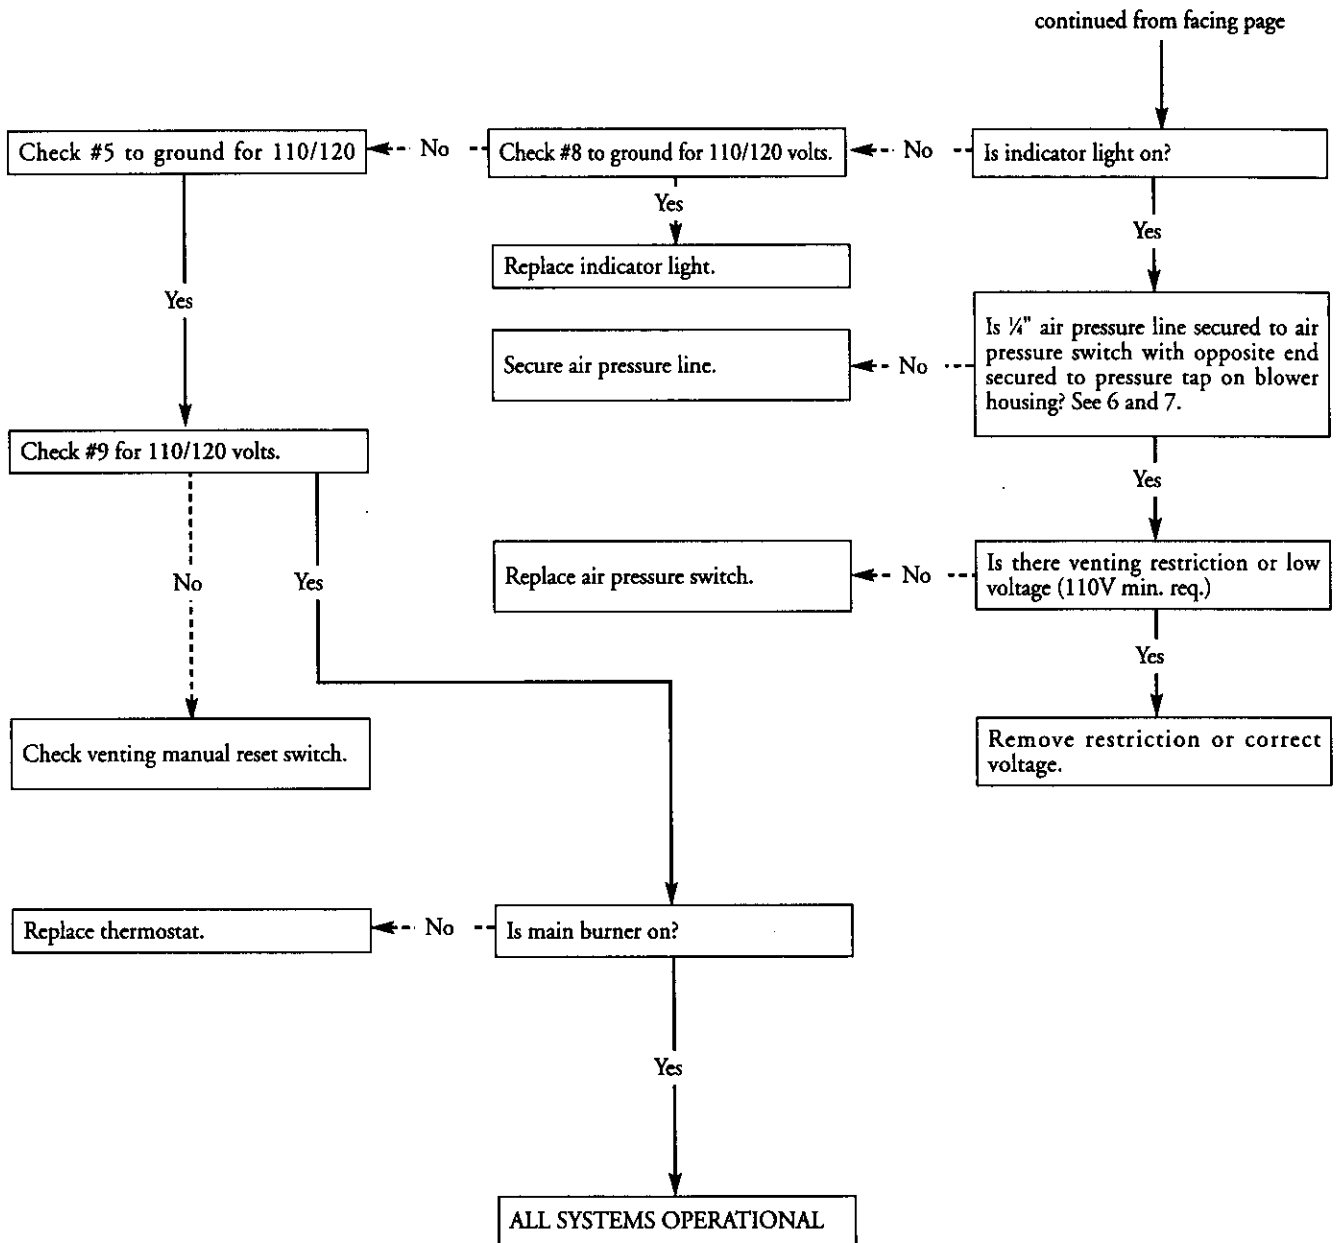 continued from facing page
Check #5 to ground for 110/120
No
Check #8 to ground for 110/120 volts.
No
Is indicator light on?
Yes
Yes
Replace indicator light.
Yes
Is ¼" air pressure line secured to air
pressure switch with opposite end
secured to pressure tap on blower
housing? See 6 and 7.
Secure air pressure line.
No
Check #9 for 110/120 volts.
Yes
Replace air pressure switch.
No
Is there venting restriction or low
voltage (110V min. req.)
No
Yes
Yes
Check venting manual reset switch.
Remove restriction or correct
voltage.
Replace thermostat.
No
Is main burner on?
Yes
ALL SYSTEMS OPERATIONAL